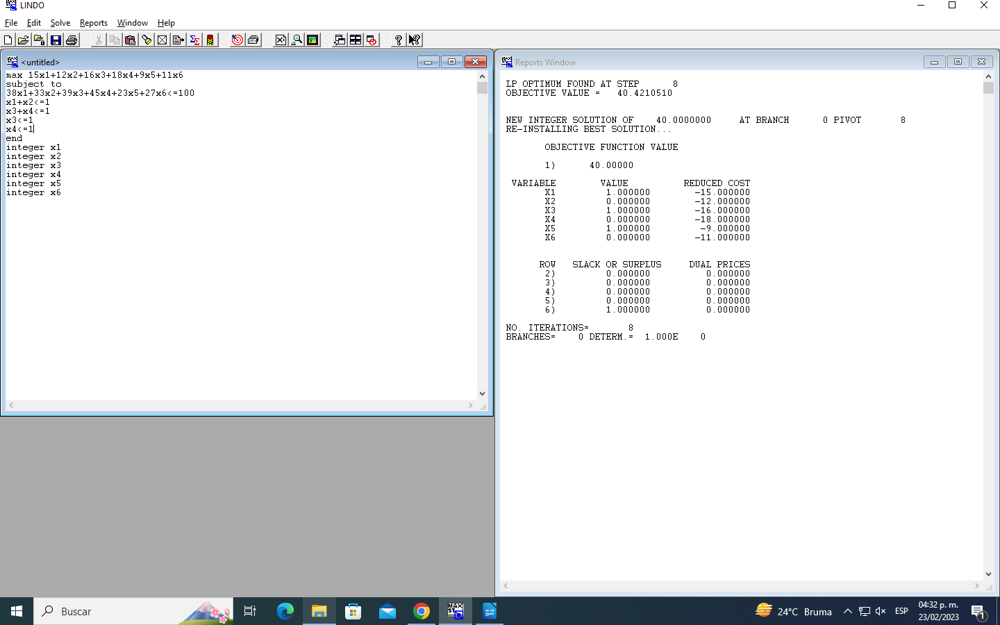 LINDO
File Edit Solve Reports Window Help
<untitled>
max 15x1+12x2+16x3+18x4+9x5+11x6
subject to
38x1+33x2+39x3+45x4+23x5+27x6<=100
x1+x2<=1
x3+x4<=1
x3<=1
x4<=1
end
integer x1
integer x2
integer x3
integer x4
integer x5
integer x6
Reports Window
LP OPTIMUM FOUND AT STEP 8
OBJECTIVE VALUE = 40.4210510
NEW INTEGER SOLUTION OF 40.0000000 AT BRANCH 0 PIVOT 8
RE-INSTALLING BEST SOLUTION...
OBJECTIVE FUNCTION VALUE
1) 40.00000
VARIABLE VALUE REDUCED COST
X1 1.000000 -15.000000
X2 0.000000 -12.000000
X3 1.000000 -16.000000
X4 0.000000 -18.000000
X5 1.000000 -9.000000
X6 0.000000 -11.000000
ROW SLACK OR SURPLUS DUAL PRICES
2) 0.000000 0.000000
3) 0.000000 0.000000
4) 0.000000 0.000000
5) 0.000000 0.000000
6) 1.000000 0.000000
NO. ITERATIONS= 8
BRANCHES= 0 DETERM.= 1.000E 0
Buscar
MAX
ST
24°C Bruma
ESP
04:32 p. m.
23/02/2023
1